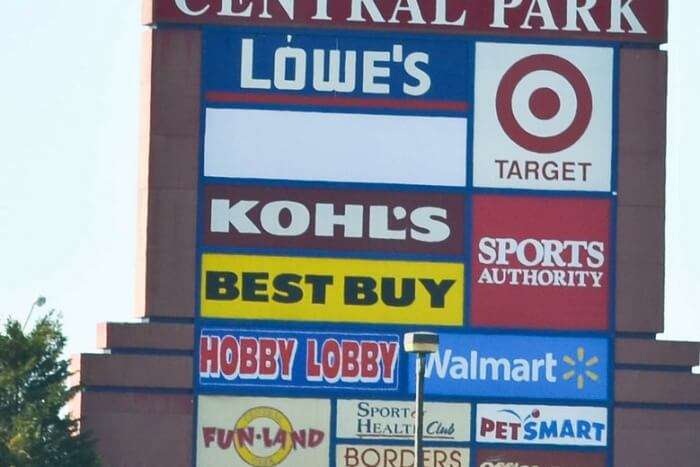 CENTRAL PARK
LOWE'S
TARGET
KOHL'S
SPORTS
AUTHORITY
BEST BUY
HOBBY LOBBY
Walmart
FUN-LAND
SPORT &
HEALTH Club
PETSMART
BORDERS